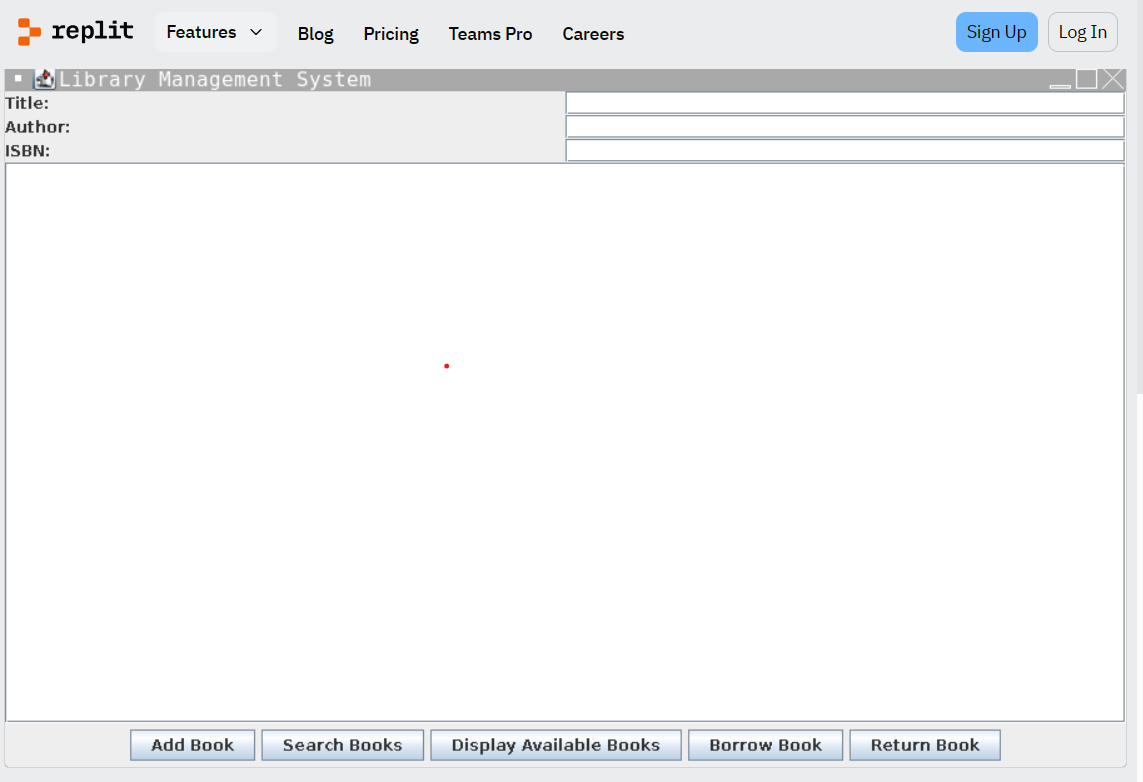 replit Features Blog Pricing Teams Pro Careers Sign Up Log In
Library Management System
Title:
Author:
ISBN:
Add Book Search Books Display Available Books Borrow Book Return Book